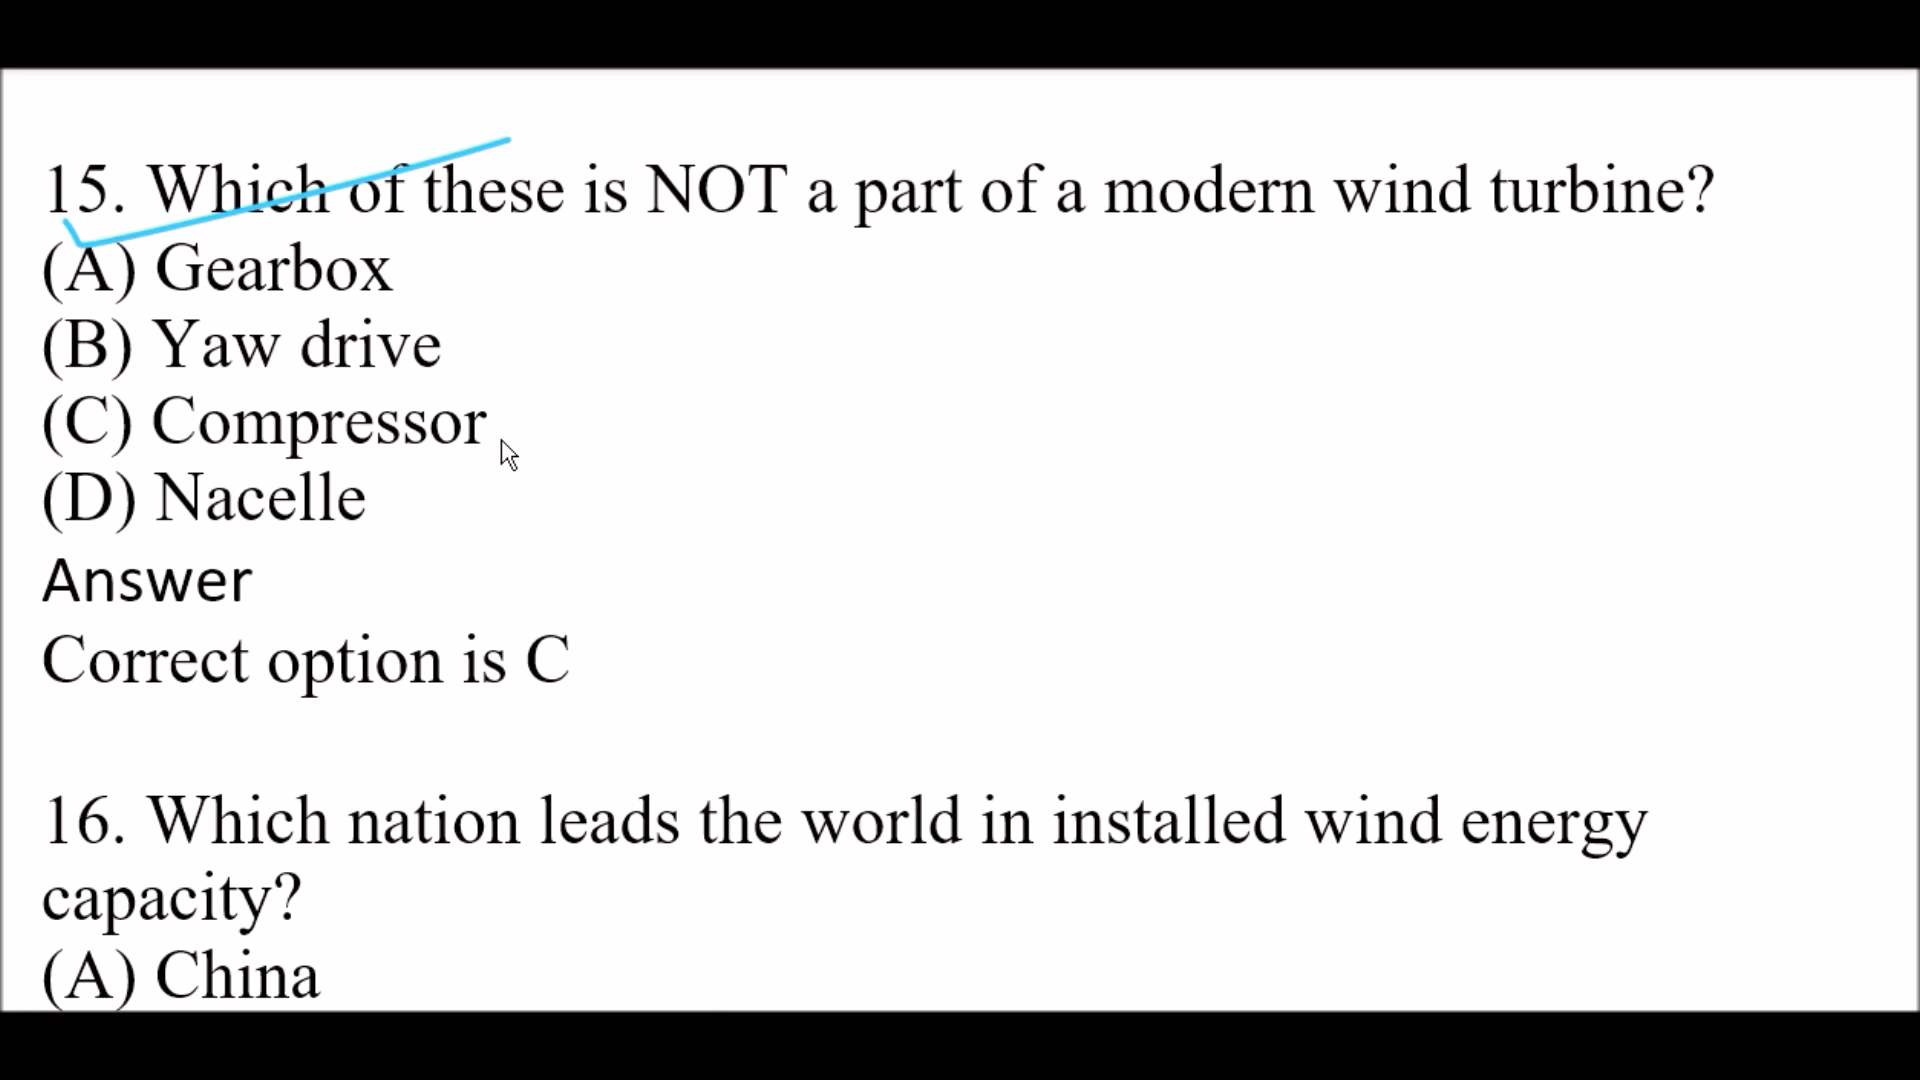 15. Which of these is NOT a part of a modern wind turbine?
(A) Gearbox
(B) Yaw drive
(C) Compressor
(D) Nacelle
Answer
Correct option is C
16. Which nation leads the world in installed wind energy
capacity?
(A) China